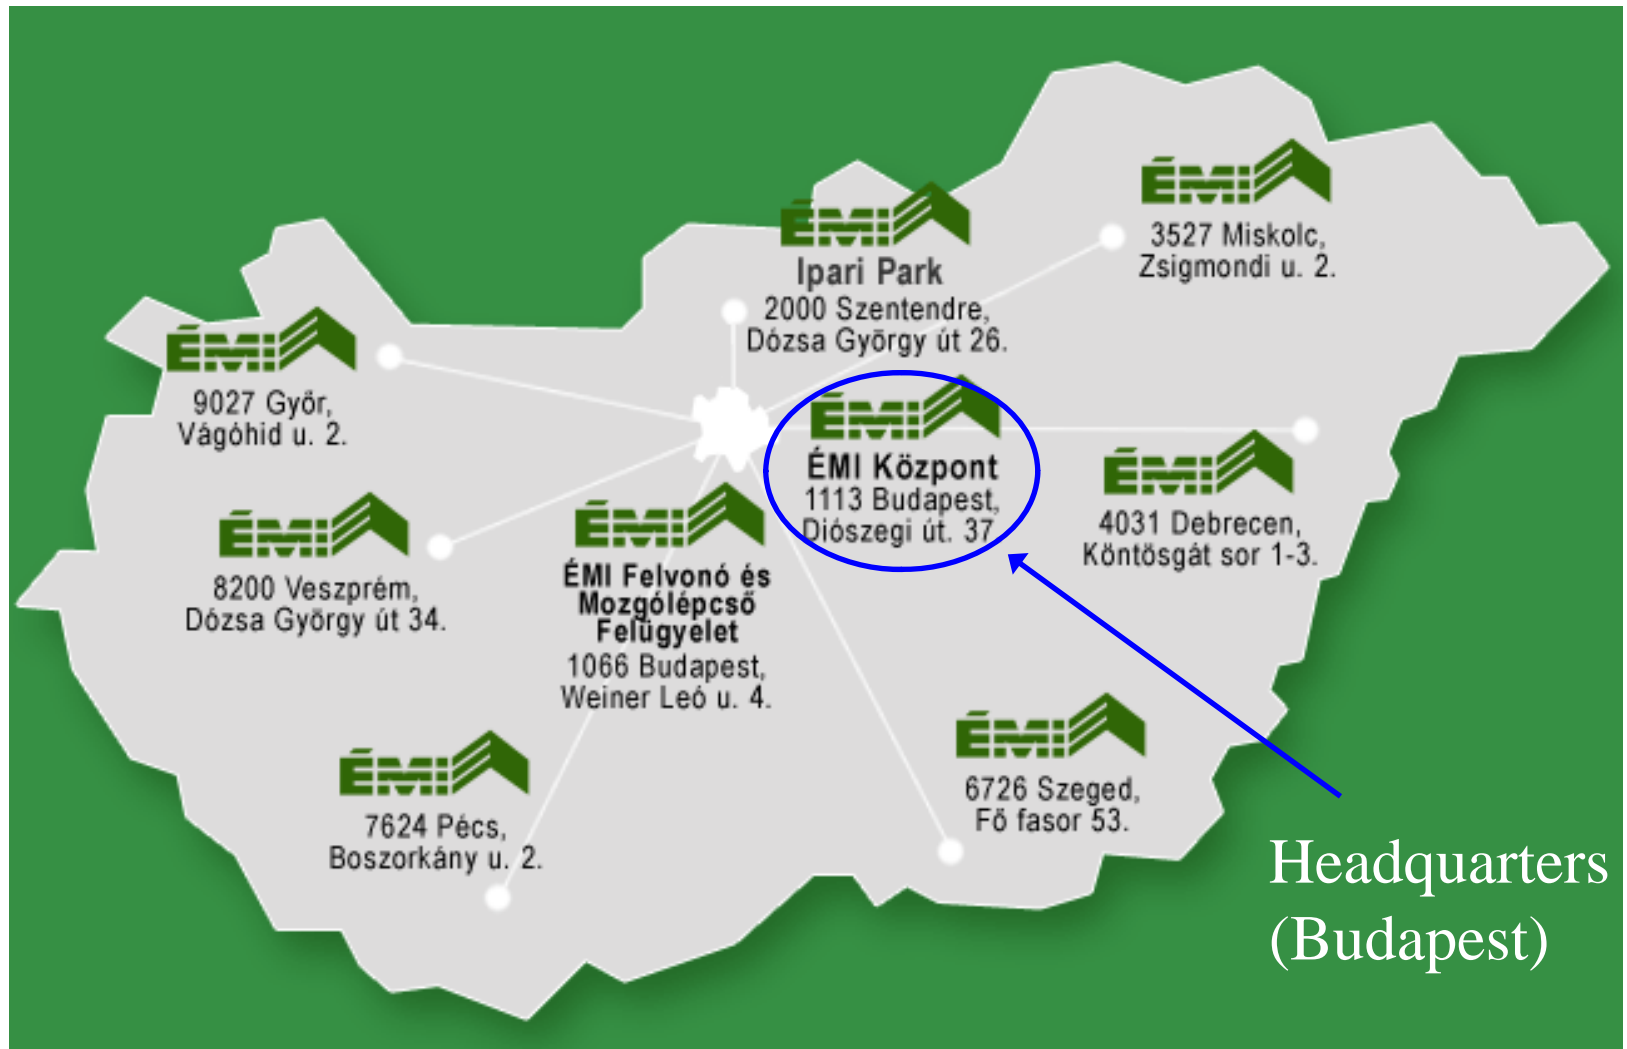 ÉMI
3527 Miskolc,
Zsigmondi u. 2.
ÉMI
Ipari Park
2000 Szentendre,
Dózsa György út 26.
ÉMI
9027 Győr,
Vágóhid u. 2.
ÉMI
ÉMI Központ
1113 Budapest,
Diószegi út. 37.
ÉMI
4031 Debrecen,
Köntösgát sor 1-3.
ÉMI
8200 Veszprém,
Dózsa György út 34.
ÉMI
ÉMI Felvonó és
Mozgólépcső
Felügyelet
1066 Budapest,
Weiner Leó u. 4.
ÉMI
6726 Szeged,
Fő fasor 53.
ÉMI
7624 Pécs,
Boszorkány u. 2.
Headquarters
(Budapest)